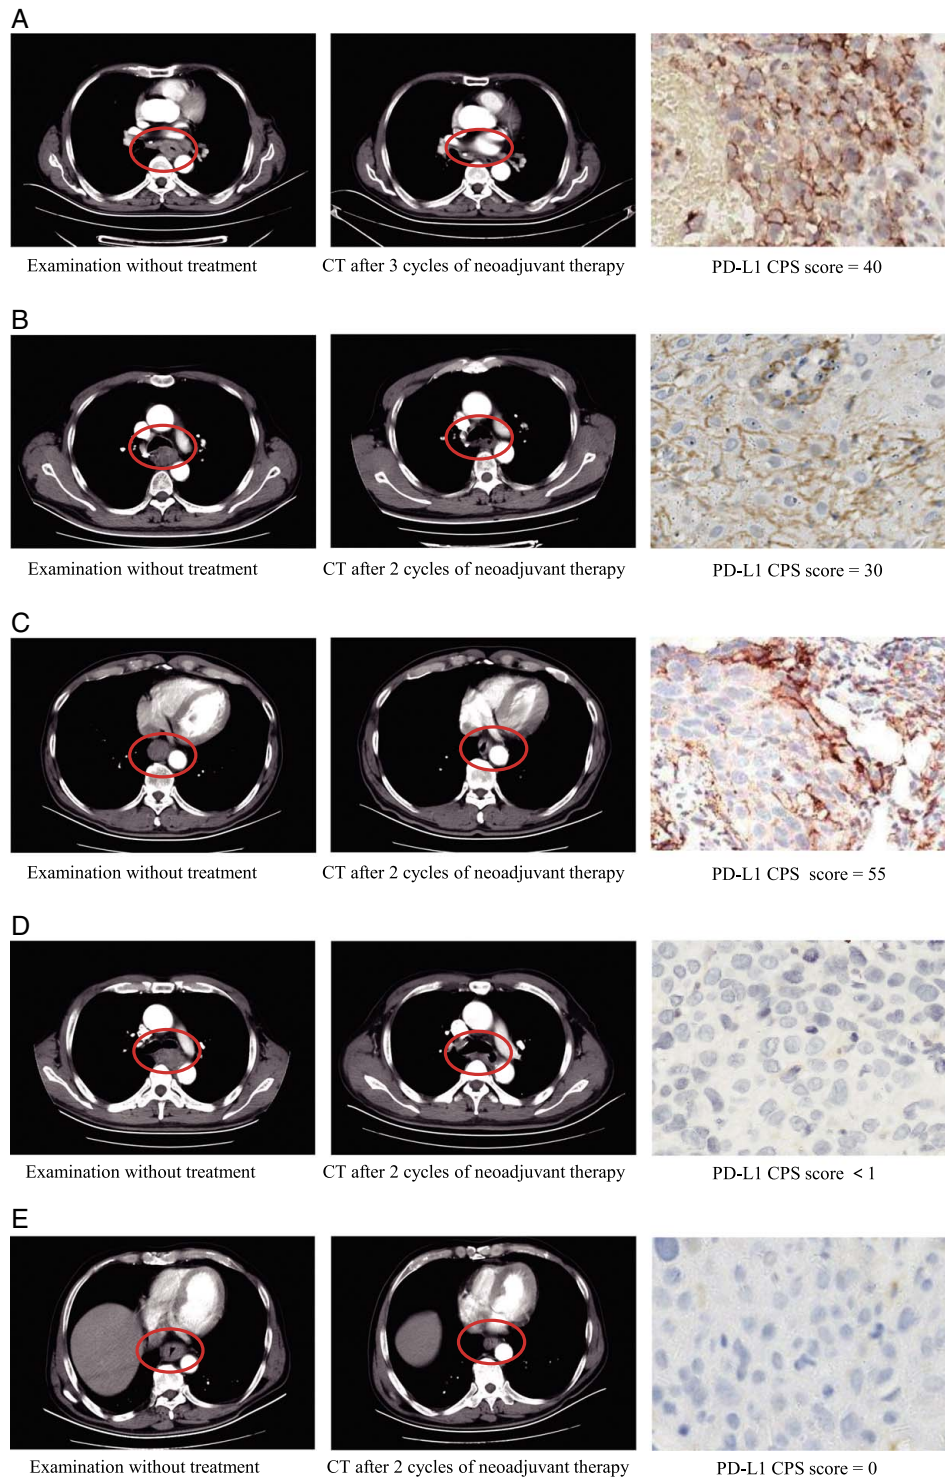 A
Examination without treatment
CT after 3 cycles of neoadjuvant therapy
PD-L1 CPS score = 40
B
Examination without treatment
CT after 2 cycles of neoadjuvant therapy
PD-L1 CPS score = 30
C
Examination without treatment
CT after 2 cycles of neoadjuvant therapy
PD-L1 CPS score = 55
D
Examination without treatment
CT after 2 cycles of neoadjuvant therapy
PD-L1 CPS score < 1
E
Examination without treatment
CT after 2 cycles of neoadjuvant therapy
PD-L1 CPS score = 0